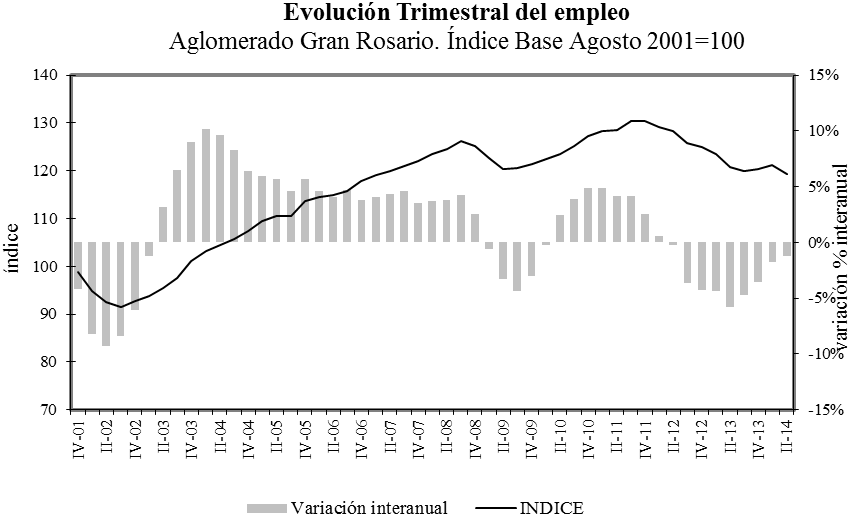 Evolución Trimestral del empleo
Aglomerado Gran Rosario. Índice Base Agosto 2001=100
140
130
120
110
100
90
80
70
índice
15%
10%
5%
0%
-5%
-10%
-15%
variación % interanual
IV-01
II-02
IV-02
II-03
IV-03
II-04
IV-04
II-05
IV-05
II-06
IV-06
II-07
IV-07
II-08
IV-08
II-09
IV-09
II-10
IV-10
II-11
IV-11
II-12
IV-12
II-13
IV-13
II-14
Variación interanual
INDICE